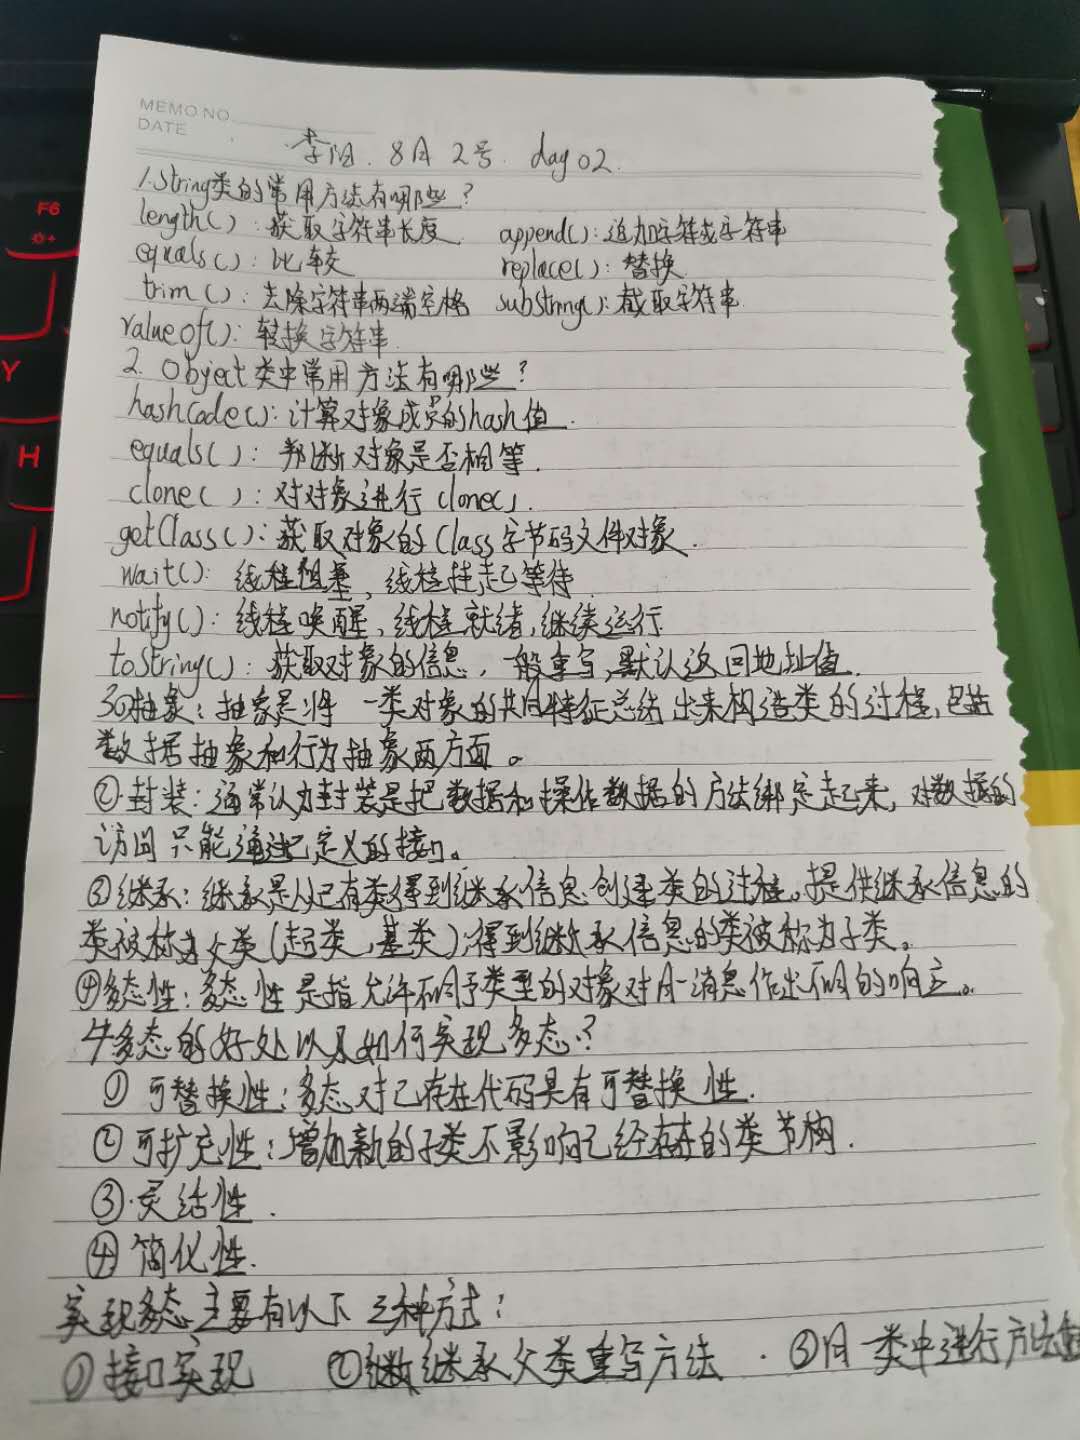 MEMO NO.
DATE
李阳. 8月2号. day02.
1.String类的常用方法有哪些?
length(): 获取字符串长度 append(): 追加字符或字符串
equals(): 比较 replace(): 替换
trim(): 去除字符串两端空格 substring(): 截取字符串
valueof(): 转换字符串
2. Object类中常用方法有哪些?
hashCode(): 计算对象成员的hash值.
equals(): 判断对象是否相等.
clone(): 对对象进行clone().
getClass(): 获取对象的Class字节码文件对象.
wait(): 线程阻塞, 线程挂起等待
notify(): 线程唤醒, 线程就绪, 继续运行
toString(): 获取对象的信息, 一般重写, 默认返回地址值.
3①抽象: 抽象是将一类对象的共同特征总结出来构造类的过程, 包括
数据抽象和行为抽象两方面。
②封装: 通常认为封装是把数据和操作数据的方法绑定起来, 对数据的
访问只能通过已定义的接口。
③继承: 继承是从已有类得到继承信息创建类的过程。提供继承信息的
类被称为父类(超类, 基类); 得到继承信息的类被称为子类。
④多态性: 多态性是指允许不同子类型的对象对同一消息作出不同的响应。
4.多态的好处以及如何实现多态?
① 可替换性: 多态对已存在代码具有可替换性.
② 可扩充性: 增加新的子类不影响已经存在的类节构.
③. 灵活性.
④ 简化性.
实现多态主要有以下三种方式:
①接口实现 ②继承父类重写方法. ③同一类中进行方法重
F6
Y
H